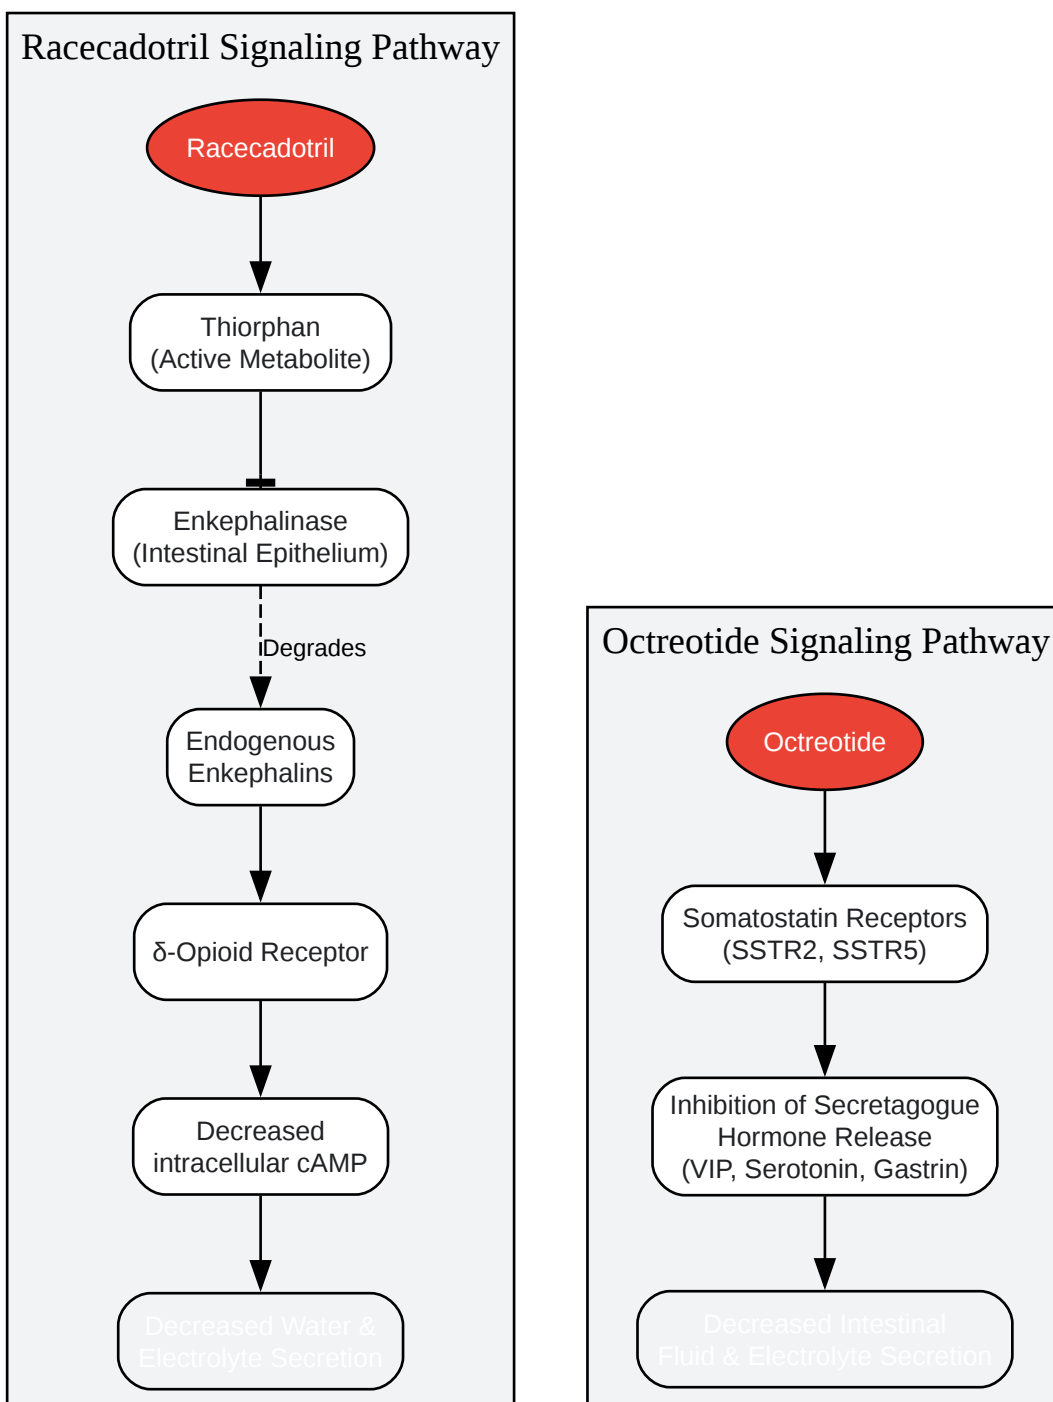 Racecadotril Signaling Pathway
Racecadotril
Thiorphan
(Active Metabolite)
Enkephalinase
(Intestinal Epithelium)
Degrades
Endogenous
Enkephalins
δ-Opioid Receptor
Decreased
intracellular cAMP
Decreased Water &
Electrolyte Secretion
Octreotide Signaling Pathway
Octreotide
Somatostatin Receptors
(SSTR2, SSTR5)
Inhibition of Secretagogue
Hormone Release
(VIP, Serotonin, Gastrin)
Decreased Intestinal
Fluid & Electrolyte Secretion